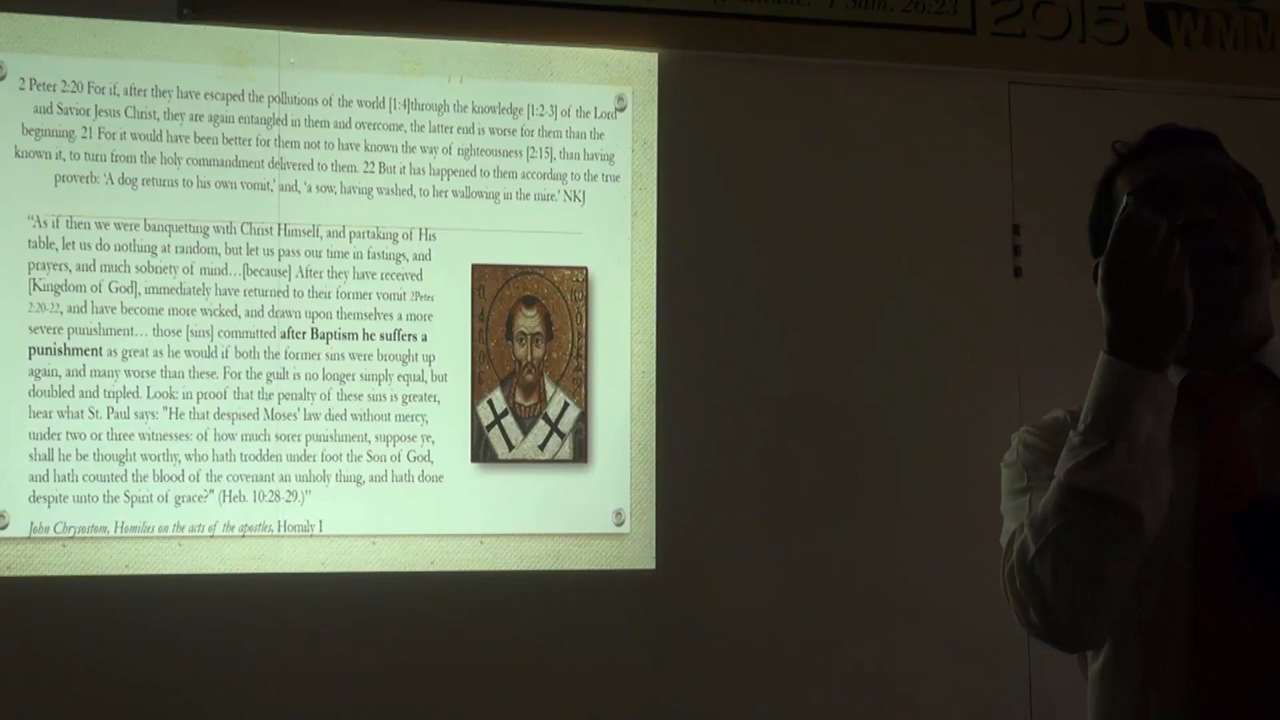 1 Sam. 26:23
2015
WMM
2 Peter 2:20 For if, after they have escaped the pollutions of the world [1:4]through the knowledge [1:2-3] of the Lord
and Savior Jesus Christ, they are again entangled in them and overcome, the latter end is worse for them than the
beginning. 21 For it would have been better for them not to have known the way of righteousness [2:15], than having
known it, to turn from the holy commandment delivered to them. 22 But it has happened to them according to the true
proverb: 'A dog returns to his own vomit,' and, 'a sow, having washed, to her wallowing in the mire.' NKJ
"As if then we were banquetting with Christ Himself, and partaking of His
table, let us do nothing at random, but let us pass our time in fastings, and
prayers, and much sobriety of mind…[because] After they have received
[Kingdom of God], immediately have returned to their former vomit 2Peter
2:20-22, and have become more wicked, and drawn upon themselves a more
severe punishment… those [sins] committed after Baptism he suffers a
punishment as great as he would if both the former sins were brought up
again, and many worse than these. For the guilt is no longer simply equal, but
doubled and tripled. Look: in proof that the penalty of these sins is greater,
hear what St. Paul says: "He that despised Moses' law died without mercy,
under two or three witnesses: of how much sorer punishment, suppose ye,
shall he be thought worthy, who hath trodden under foot the Son of God,
and hath counted the blood of the covenant an unholy thing, and hath done
despite unto the Spirit of grace?" (Heb. 10:28-29.)"
John Chrysostom, Homilies on the acts of the apostles, Homily I